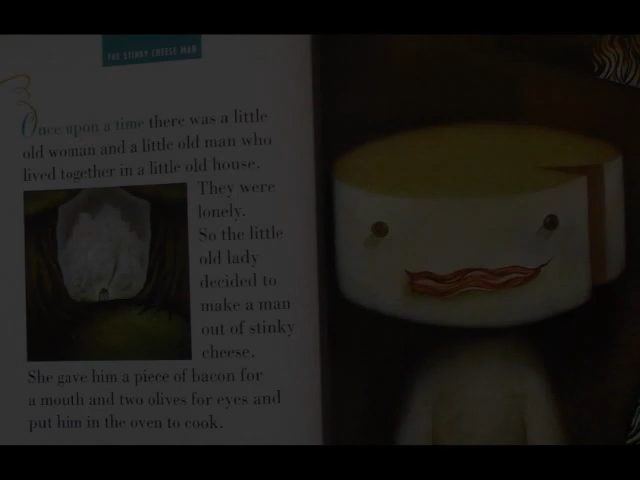 THE STINKY CHEESE MAN
Once upon a time there was a little
old woman and a little old man who
lived together in a little old house.
They were
lonely.
So the little
old lady
decided to
make a man
out of stinky
cheese.
She gave him a piece of bacon for
a mouth and two olives for eyes and
put him in the oven to cook.